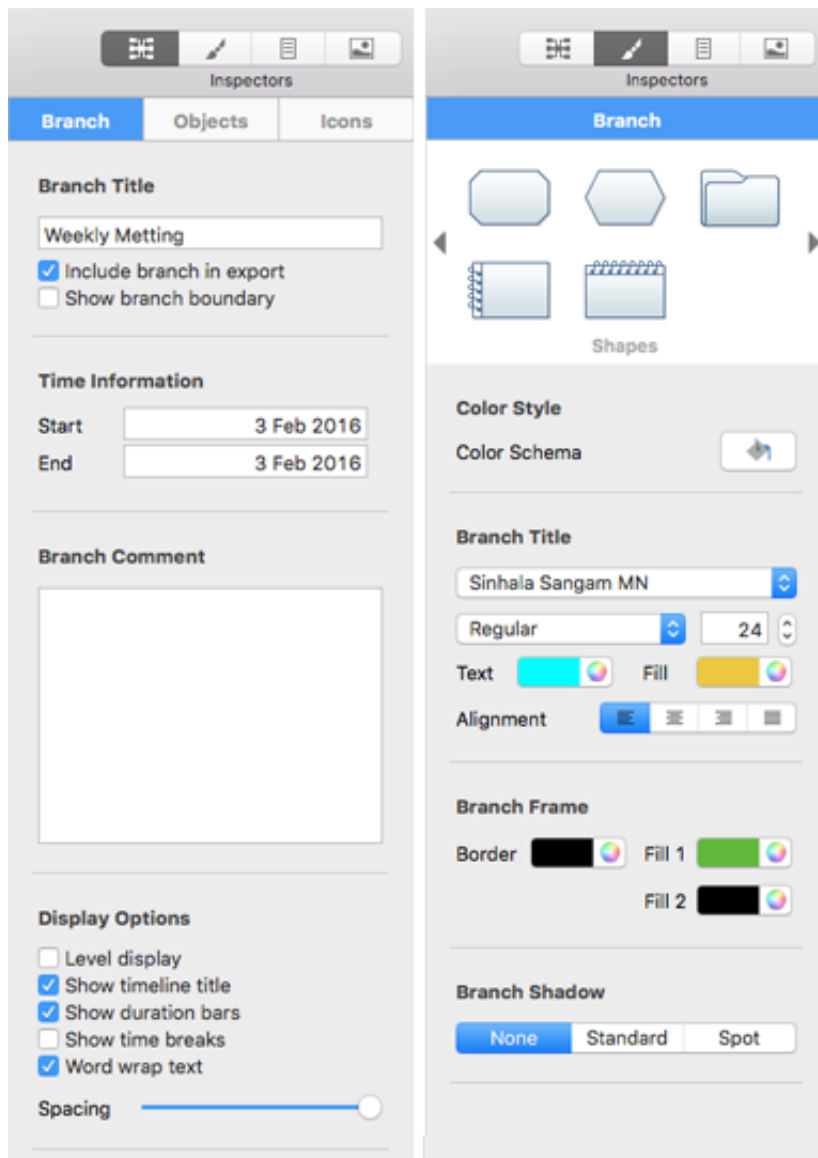 Inspectors
Branch Objects Icons
Branch Title
Weekly Metting
Include branch in export
Show branch boundary
Time Information
Start 3 Feb 2016
End 3 Feb 2016
Branch Comment
Display Options
Level display
Show timeline title
Show duration bars
Show time breaks
Word wrap text
Spacing
Inspectors
Branch
Shapes
Color Style
Color Schema
Branch Title
Sinhala Sangam MN
Regular 24
Text Fill
Alignment
Branch Frame
Border Fill 1
Fill 2
Branch Shadow
None Standard Spot